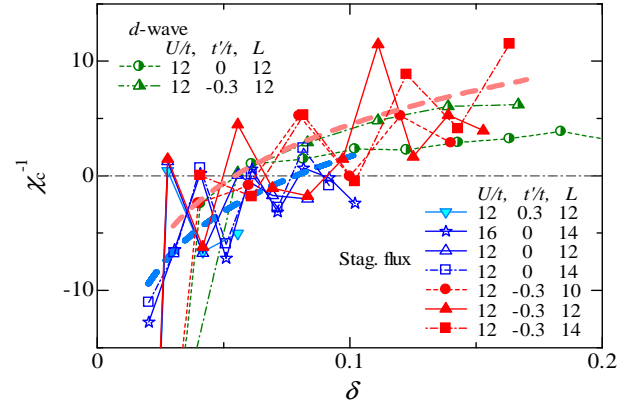 d-wave
U/t, t'/t, L
12 0 12
12 -0.3 12
10
0
-10
χc⁻¹
U/t t'/t L
12 0.3 12
16 0 14
12 0 12
Stag. flux 12 0 14
12 -0.3 10
12 -0.3 12
12 -0.3 14
0 0.1 0.2
δ